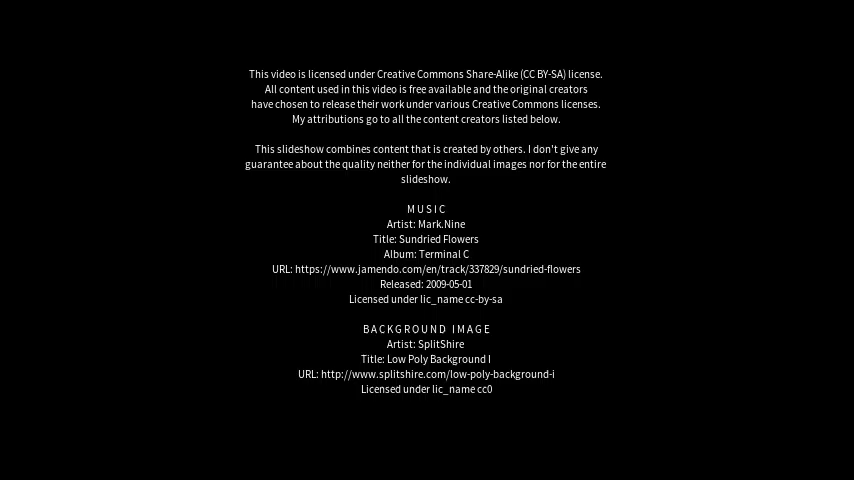 This video is licensed under Creative Commons Share-Alike (CC BY-SA) license.
All content used in this video is free available and the original creators
have chosen to release their work under various Creative Commons licenses.
My attributions go to all the content creators listed below.
This slideshow combines content that is created by others. I don't give any
guarantee about the quality neither for the individual images nor for the entire
slideshow.
MUSIC
Artist: Mark.Nine
Title: Sundried Flowers
Album: Terminal C
URL: https://www.jamendo.com/en/track/337829/sundried-flowers
Released: 2009-05-01
Licensed under lic_name cc-by-sa
BACKGROUND IMAGE
Artist: SplitShire
Title: Low Poly Background I
URL: http://www.splitshire.com/low-poly-background-i
Licensed under lic_name cc0